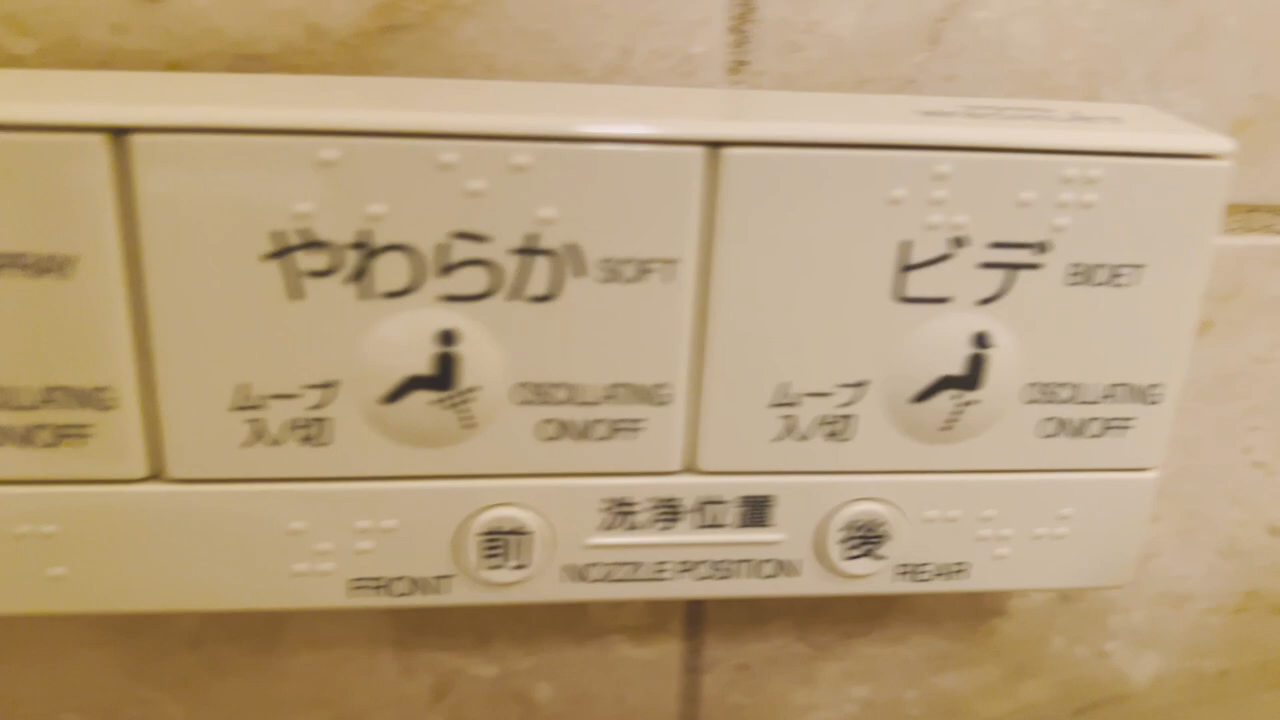 やわらか SOFT
ムーブ
入/切
OSCILLATING
ON/OFF
ビデ BIDET
ムーブ
入/切
OSCILLATING
ON/OFF
FRONT 前
洗浄位置
NOZZLE POSITION
後 REAR